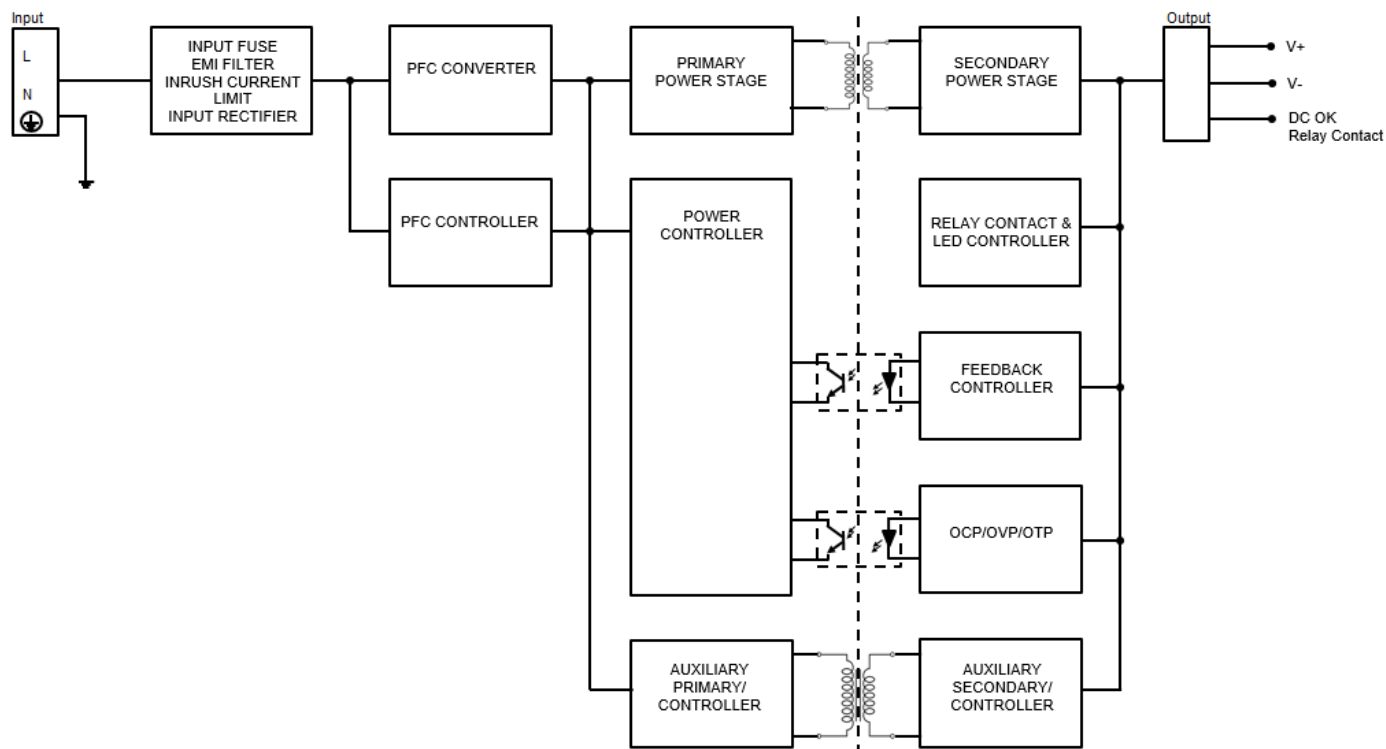 Input
L
N
INPUT FUSE
EMI FILTER
INRUSH CURRENT
LIMIT
INPUT RECTIFIER
PFC CONVERTER
PFC CONTROLLER
PRIMARY
POWER STAGE
POWER
CONTROLLER
AUXILIARY
PRIMARY/
CONTROLLER
SECONDARY
POWER STAGE
RELAY CONTACT &
LED CONTROLLER
FEEDBACK
CONTROLLER
OCP/OVP/OTP
AUXILIARY
SECONDARY/
CONTROLLER
Output
V+
V-
DC OK
Relay Contact